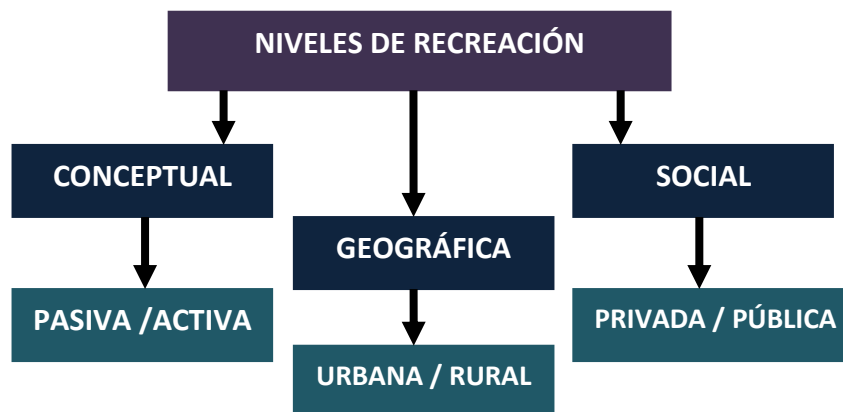 NIVELES DE RECREACIÓN
CONCEPTUAL
SOCIAL
GEOGRÁFICA
PASIVA /ACTIVA
PRIVADA / PÚBLICA
URBANA / RURAL